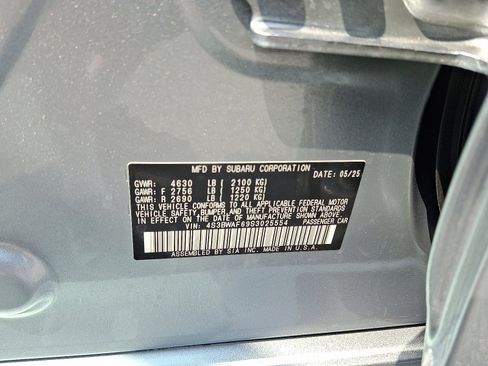 MFD BY SUBARU CORPORATION
DATE: 05/25
GVWR: 4630 LB ( 2100 KG)
GAWR: F 2756 LB ( 1250 KG)
GAWR: R 2690 LB ( 1220 KG)
THIS VEHICLE CONFORMS TO ALL APPLICABLE FEDERAL MOTOR
VEHICLE SAFETY, BUMPER, AND THEFT PREVENTION STANDARDS
IN EFFECT ON THE DATE OF MANUFACTURE SHOWN ABOVE.
VIN: 4S3BWAF69S3025554 PASSENGER CAR
ASSEMBLED BY SIA INC. MADE IN U.S.A.